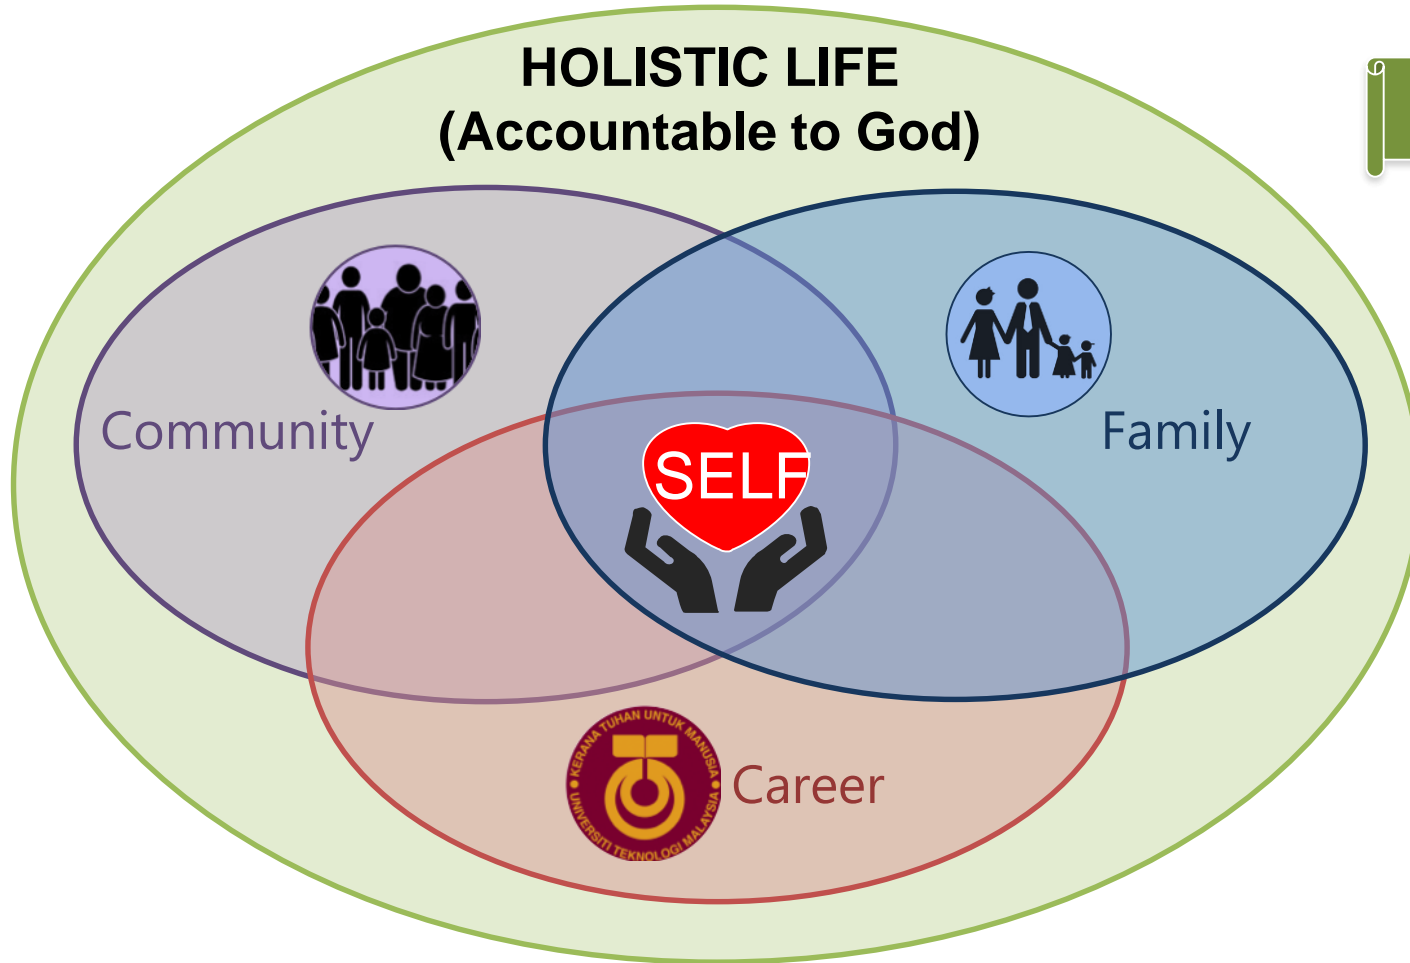 HOLISTIC LIFE
(Accountable to God)
Community
Family
SELF
KERANA TUHAN UNTUK MANUSIA
UNIVERSITI TEKNOLOGI MALAYSIA
Career